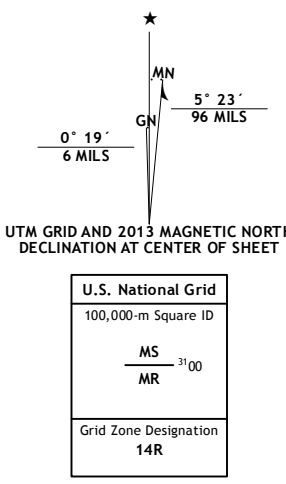 ★
MN
GN
5° 23´
96 MILS
0° 19´
6 MILS
UTM GRID AND 2013 MAGNETIC NORTH
DECLINATION AT CENTER OF SHEET
U.S. National Grid
100,000-m Square ID
MS
3100
MR
Grid Zone Designation
14R